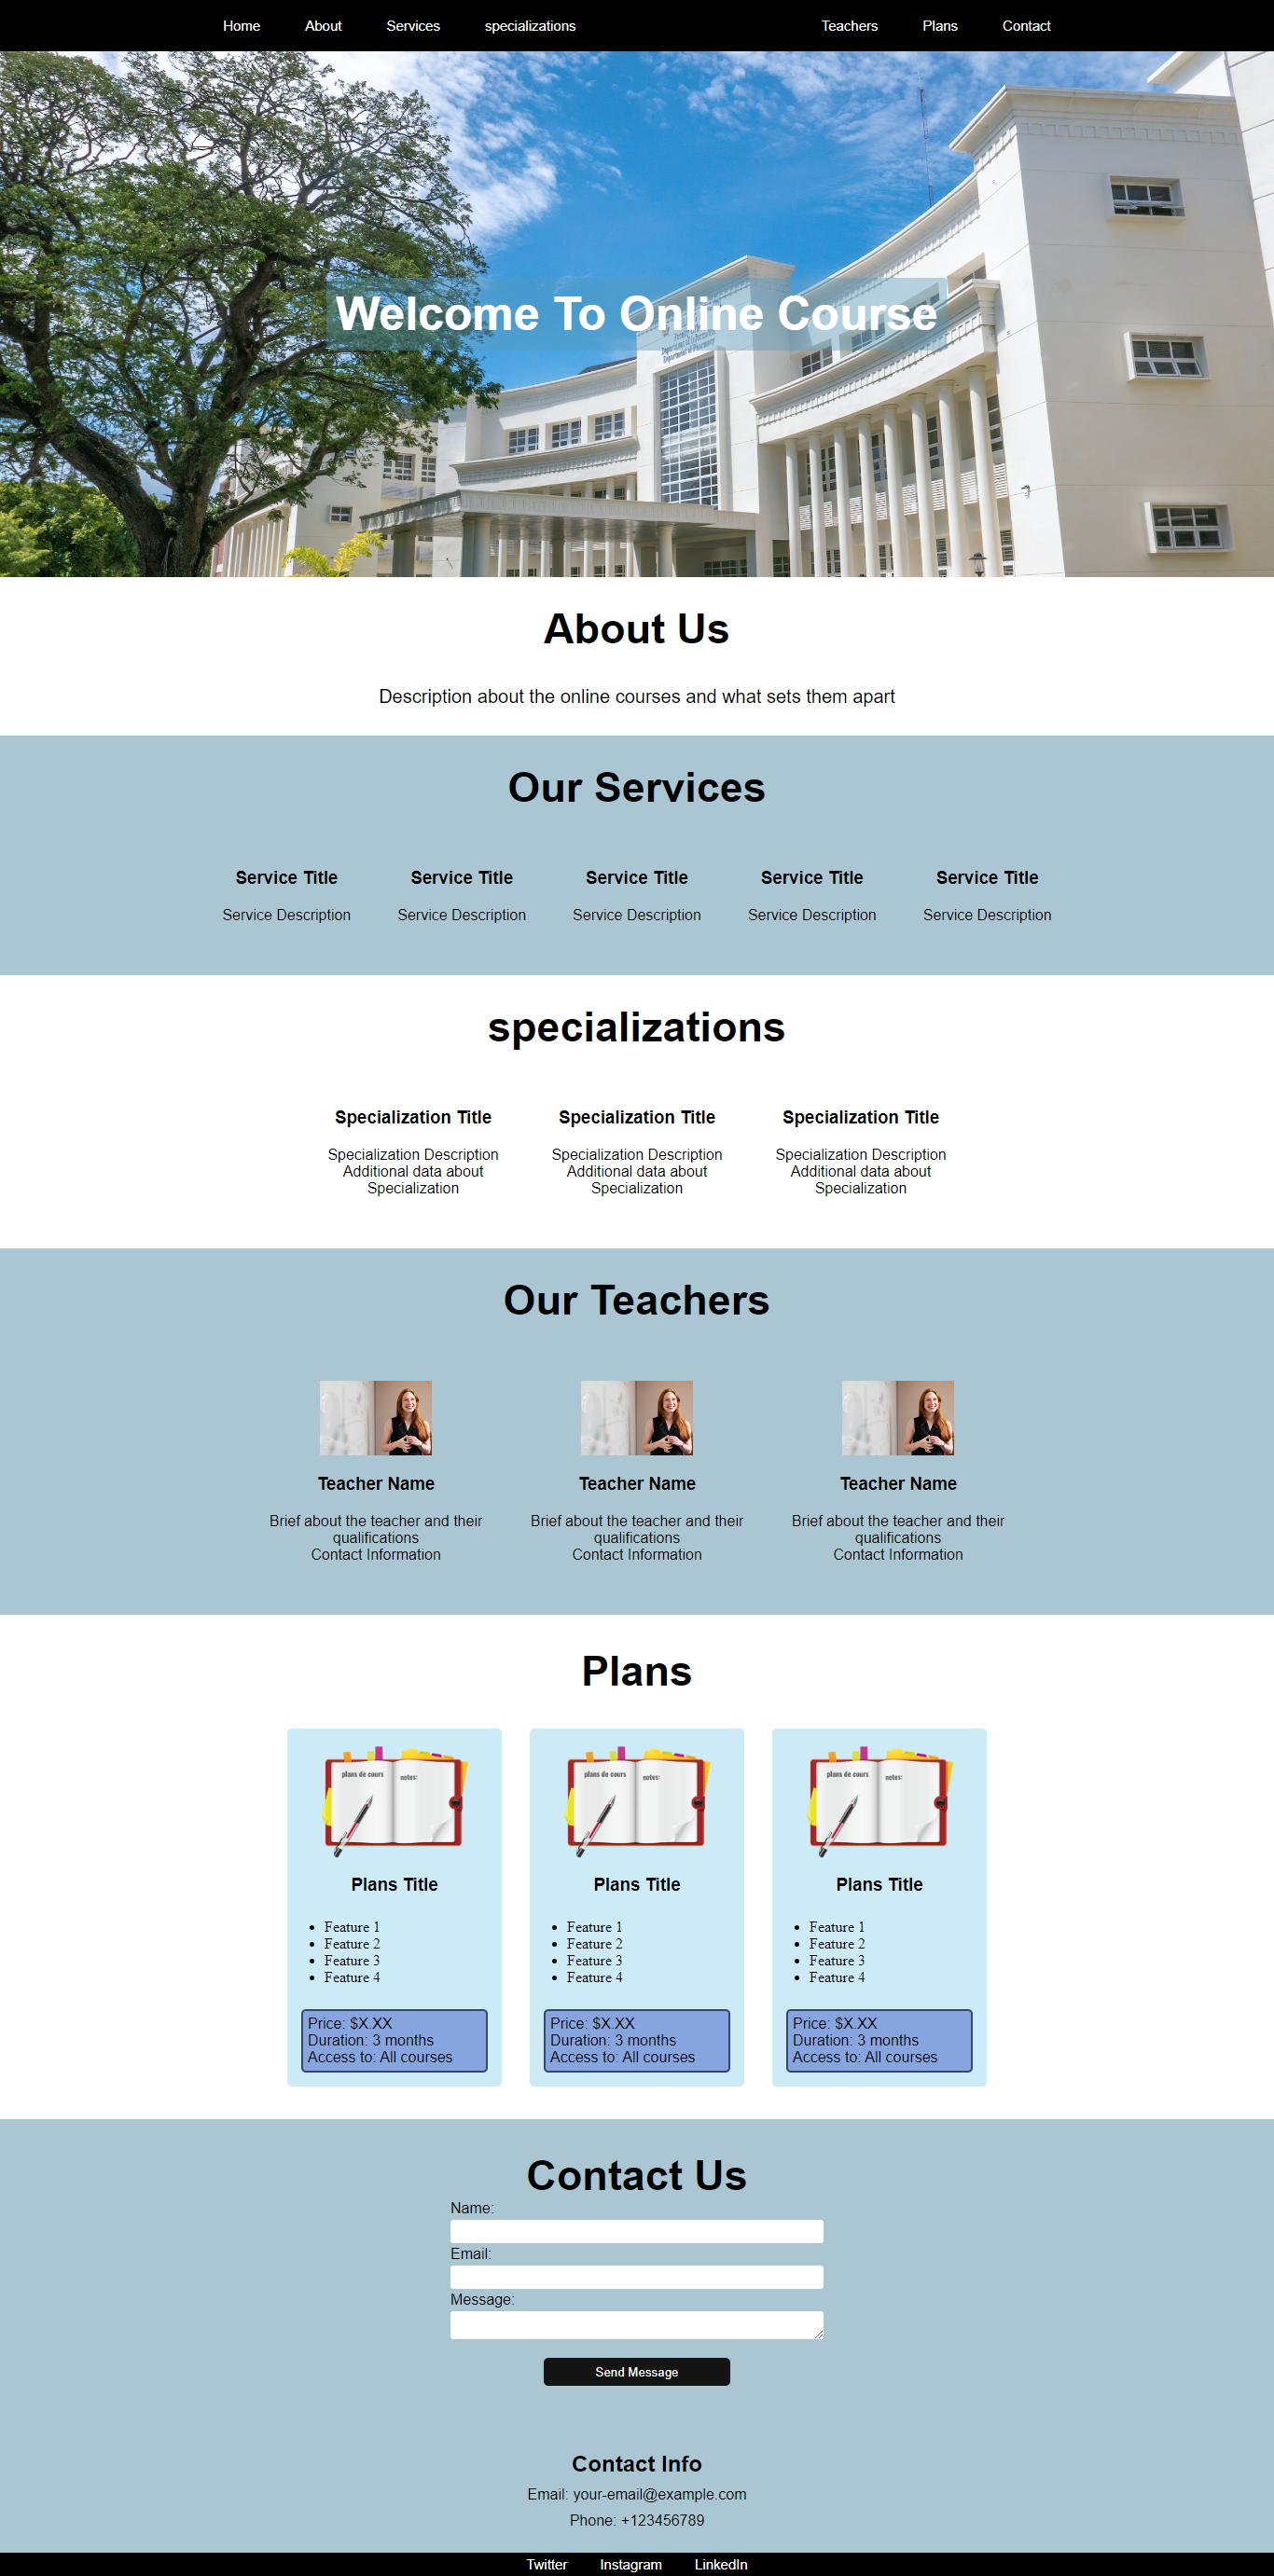 Home About Services specializations Teachers Plans Contact
Welcome To Online Course
About Us
Description about the online courses and what sets them apart
Our Services
Service Title Service Title Service Title Service Title Service Title
Service Description Service Description Service Description Service Description Service Description
specializations
Specialization Title Specialization Title Specialization Title
Specialization Description Specialization Description Specialization Description
Additional data about Additional data about Additional data about
Specialization Specialization Specialization
Our Teachers
Teacher Name Teacher Name Teacher Name
Brief about the teacher and their Brief about the teacher and their Brief about the teacher and their
qualifications qualifications qualifications
Contact Information Contact Information Contact Information
Plans
plans de cours notes: plans de cours notes: plans de cours notes:
Plans Title Plans Title Plans Title
Feature 1 Feature 1 Feature 1
Feature 2 Feature 2 Feature 2
Feature 3 Feature 3 Feature 3
Feature 4 Feature 4 Feature 4
Price: $X.XX Price: $X.XX Price: $X.XX
Duration: 3 months Duration: 3 months Duration: 3 months
Access to: All courses Access to: All courses Access to: All courses
Contact Us
Name:
Email:
Message:
Send Message
Contact Info
Email: your-email@example.com
Phone: +123456789
Twitter Instagram LinkedIn